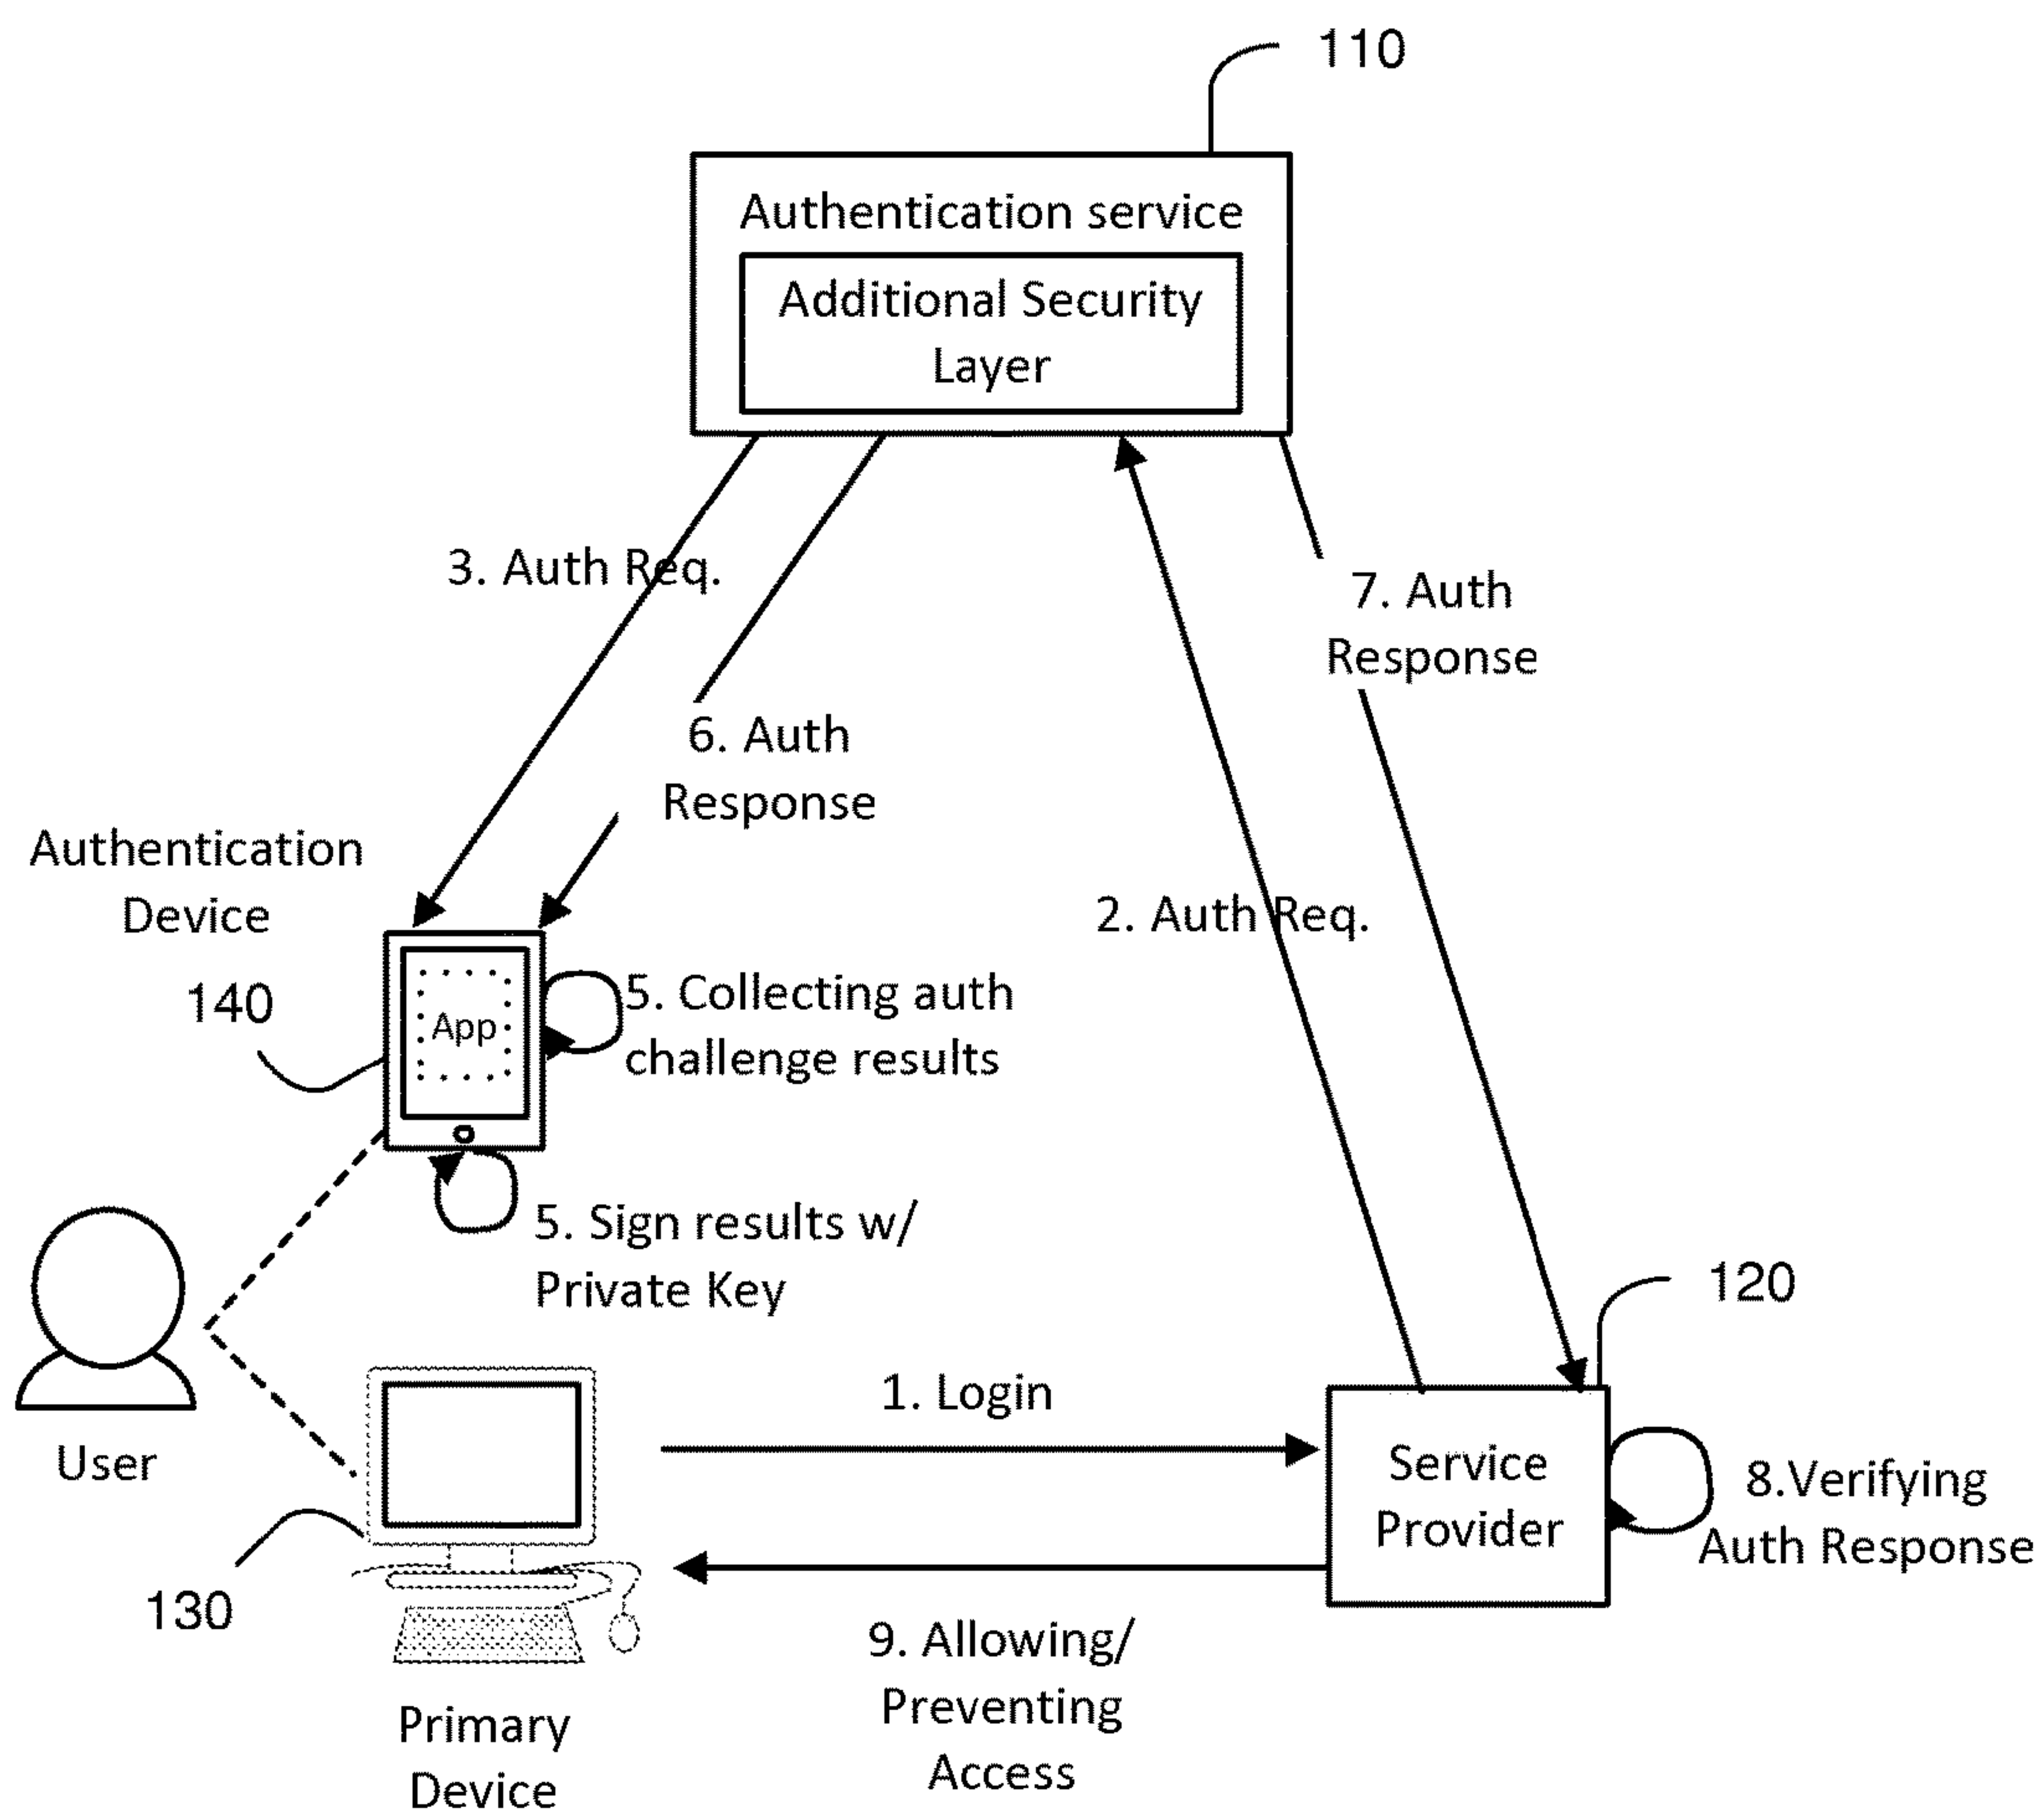 110
Authentication service
Additional Security
Layer
3. Auth Req.
7. Auth
Response
6. Auth
Response
Authentication
Device
2. Auth Req.
140
App
5. Collecting auth
challenge results
5. Sign results w/
Private Key
120
1. Login
User
Service
Provider
8.Verifying
Auth Response
130
9. Allowing/
Preventing
Access
Primary
Device